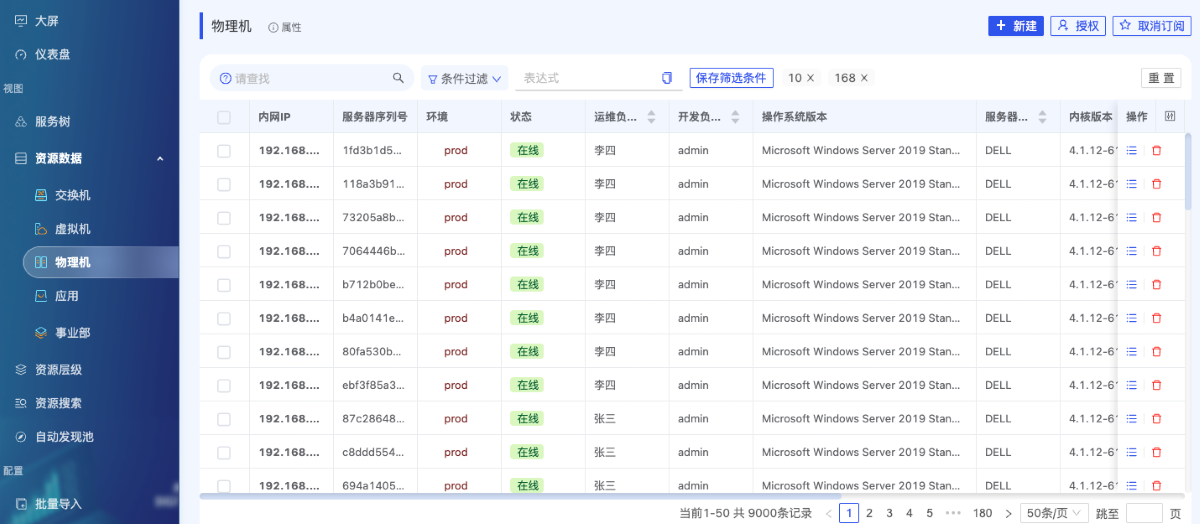 大屏
仪表盘
视图
服务树
资源数据
交换机
虚拟机
物理机
应用
事业部
资源层级
资源搜索
自动发现池
配置
批量导入
物理机 属性 新建 授权 取消订阅
请查找 条件过滤 表达式 保存筛选条件 10 × 168 × 重置
内网IP 服务器序列号 环境 状态 运维负... 开发负... 操作系统版本 服务器... 内核版本 操作
192.168.... 1fd3b1d5... prod 在线 李四 admin Microsoft Windows Server 2019 Stan... DELL 4.1.12-61
192.168.... 118a3b91... prod 在线 李四 admin Microsoft Windows Server 2019 Stan... DELL 4.1.12-61
192.168.... 73205a8b... prod 在线 李四 admin Microsoft Windows Server 2019 Stan... DELL 4.1.12-61
192.168.... 7064446b... prod 在线 李四 admin Microsoft Windows Server 2019 Stan... DELL 4.1.12-61
192.168.... b712b0be... prod 在线 李四 admin Microsoft Windows Server 2019 Stan... DELL 4.1.12-61
192.168.... b4a0141e... prod 在线 李四 admin Microsoft Windows Server 2019 Stan... DELL 4.1.12-61
192.168.... 80fa530b... prod 在线 李四 admin Microsoft Windows Server 2019 Stan... DELL 4.1.12-61
192.168.... ebf3f85a3... prod 在线 李四 admin Microsoft Windows Server 2019 Stan... DELL 4.1.12-61
192.168.... 87c28648... prod 在线 张三 admin Microsoft Windows Server 2019 Stan... DELL 4.1.12-61
192.168.... c8ddd554... prod 在线 张三 admin Microsoft Windows Server 2019 Stan... DELL 4.1.12-61
192.168.... 694a1405... prod 在线 张三 admin Microsoft Windows Server 2019 Stan... DELL 4.1.12-61
当前1-50 共 9000条记录 < 1 2 3 4 5 ••• 180 > 50条/页 跳至 页